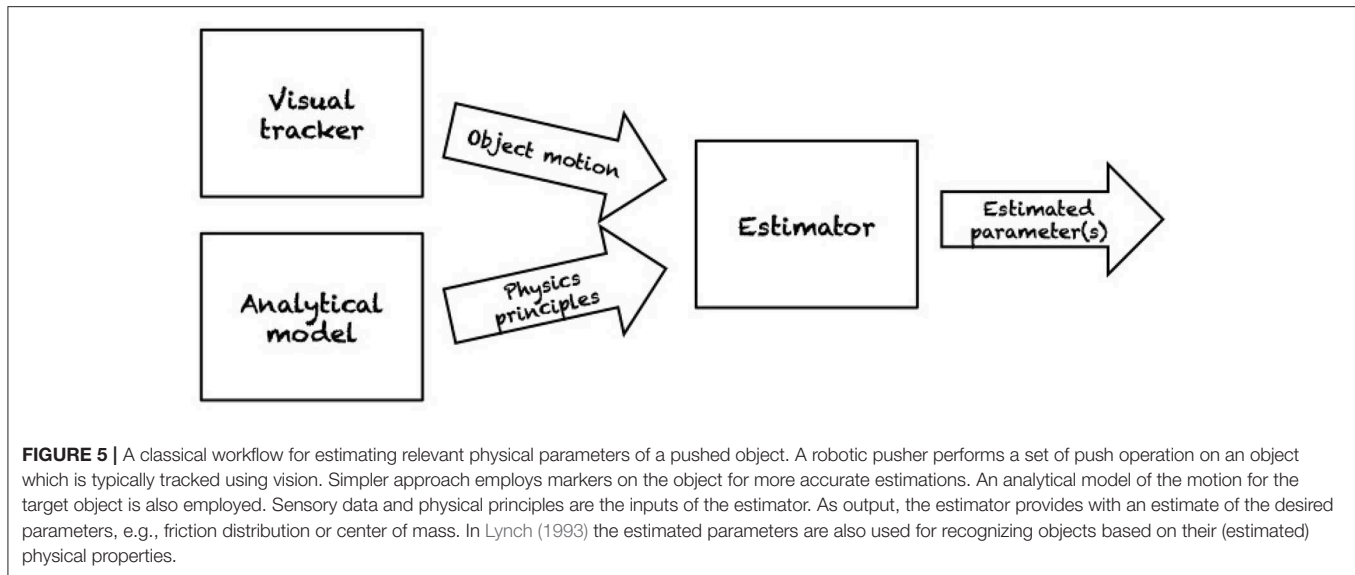 Visual
tracker
Object motion
Analytical
model
Physics
principles
Estimator
Estimated
parameter(s)
FIGURE 5 | A classical workflow for estimating relevant physical parameters of a pushed object. A robotic pusher performs a set of push operation on an object
which is typically tracked using vision. Simpler approach employs markers on the object for more accurate estimations. An analytical model of the motion for the
target object is also employed. Sensory data and physical principles are the inputs of the estimator. As output, the estimator provides with an estimate of the desired
parameters, e.g., friction distribution or center of mass. In Lynch (1993) the estimated parameters are also used for recognizing objects based on their (estimated)
physical properties.